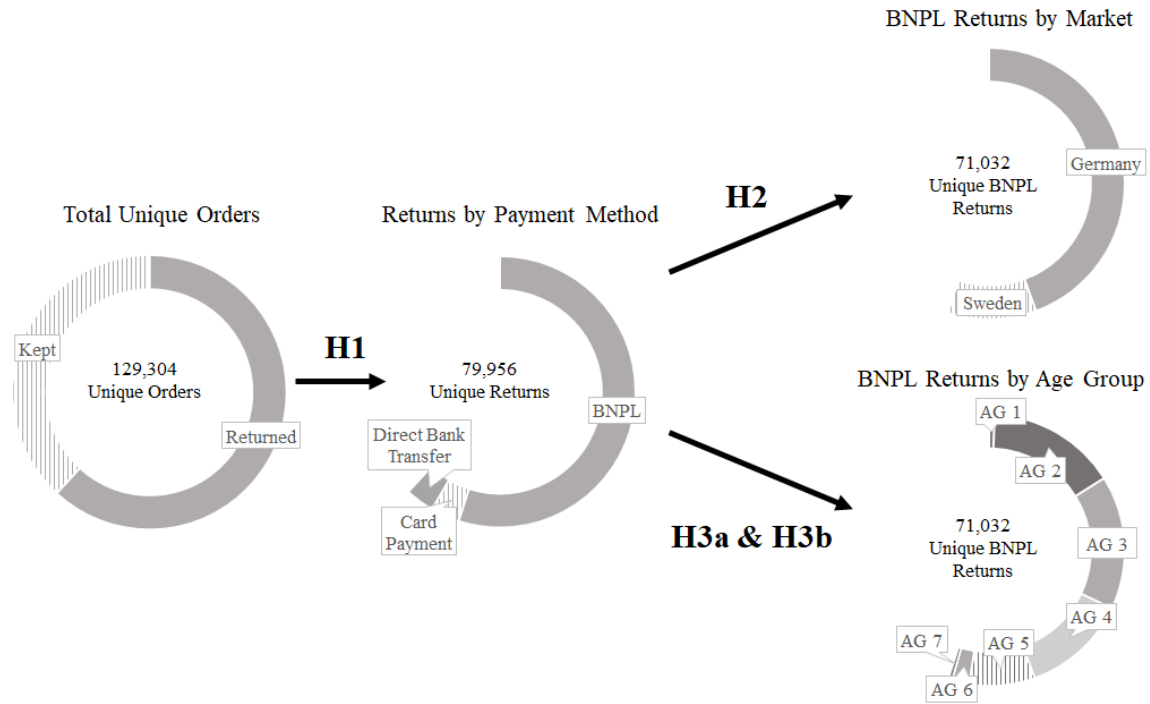 BNPL Returns by Market
71,032
Unique BNPL
Returns
Germany
Sweden
H2
Total Unique Orders
Kept
129,304
Unique Orders
Returned
H1
Returns by Payment Method
79,956
Unique Returns
BNPL
Direct Bank
Transfer
Card
Payment
H3a & H3b
BNPL Returns by Age Group
AG 1
AG 2
71,032
Unique BNPL
Returns
AG 3
AG 4
AG 5
AG 7
AG 6